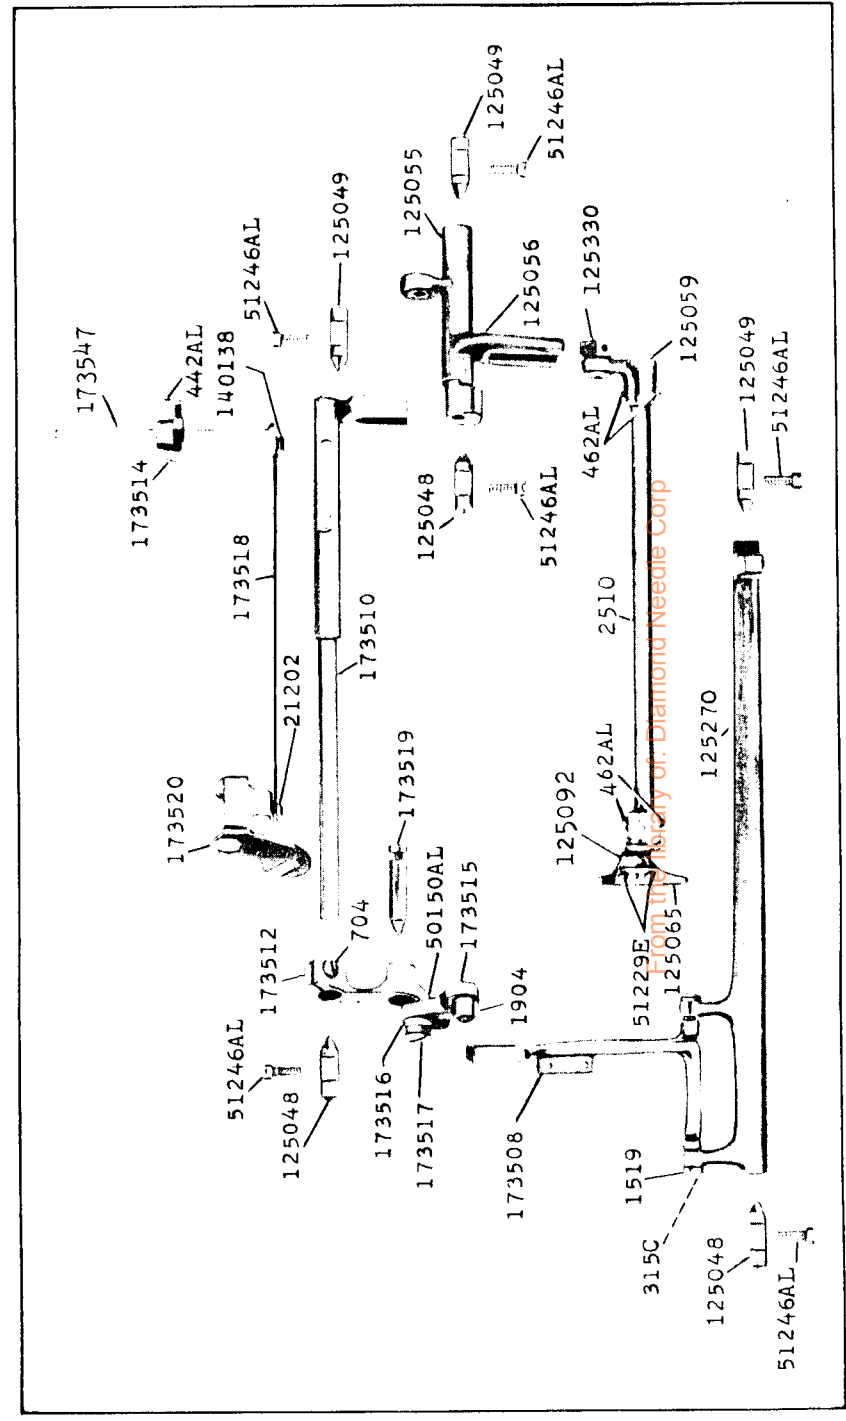 173547
442AL
140138
51246AL
125049
173514
173518
173510
21202
173520
173519
704
173512
50150AL
173515
1904
51246AL
125048
173516
173517
125049
51246AL
125055
125056
125330
125059
125048
51246AL
462AL
125049
51246AL
2510
462AL
125092
125270
51229E
125065
173508
1519
315C
125048
51246AL
From the library of: Diamond Needle Corp